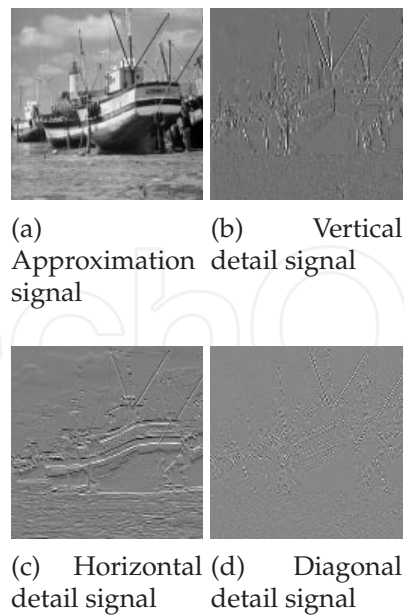 (a)
Approximation
signal
(b) Vertical
detail signal
(c) Horizontal
detail signal
(d) Diagonal
detail signal